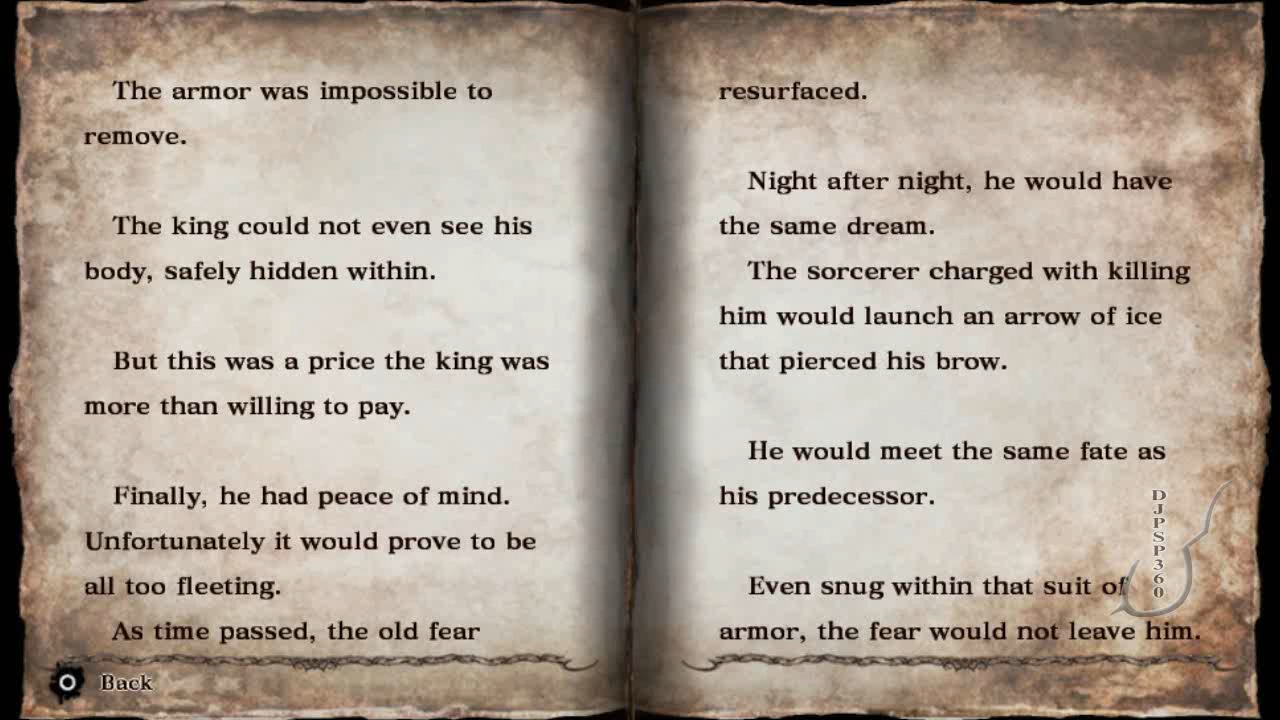 The armor was impossible to
remove.
The king could not even see his
body, safely hidden within.
But this was a price the king was
more than willing to pay.
Finally, he had peace of mind.
Unfortunately it would prove to be
all too fleeting.
As time passed, the old fear
resurfaced.
Night after night, he would have
the same dream.
The sorcerer charged with killing
him would launch an arrow of ice
that pierced his brow.
He would meet the same fate as
his predecessor.
Even snug within that suit of
armor, the fear would not leave him.
DJPSP360
Back